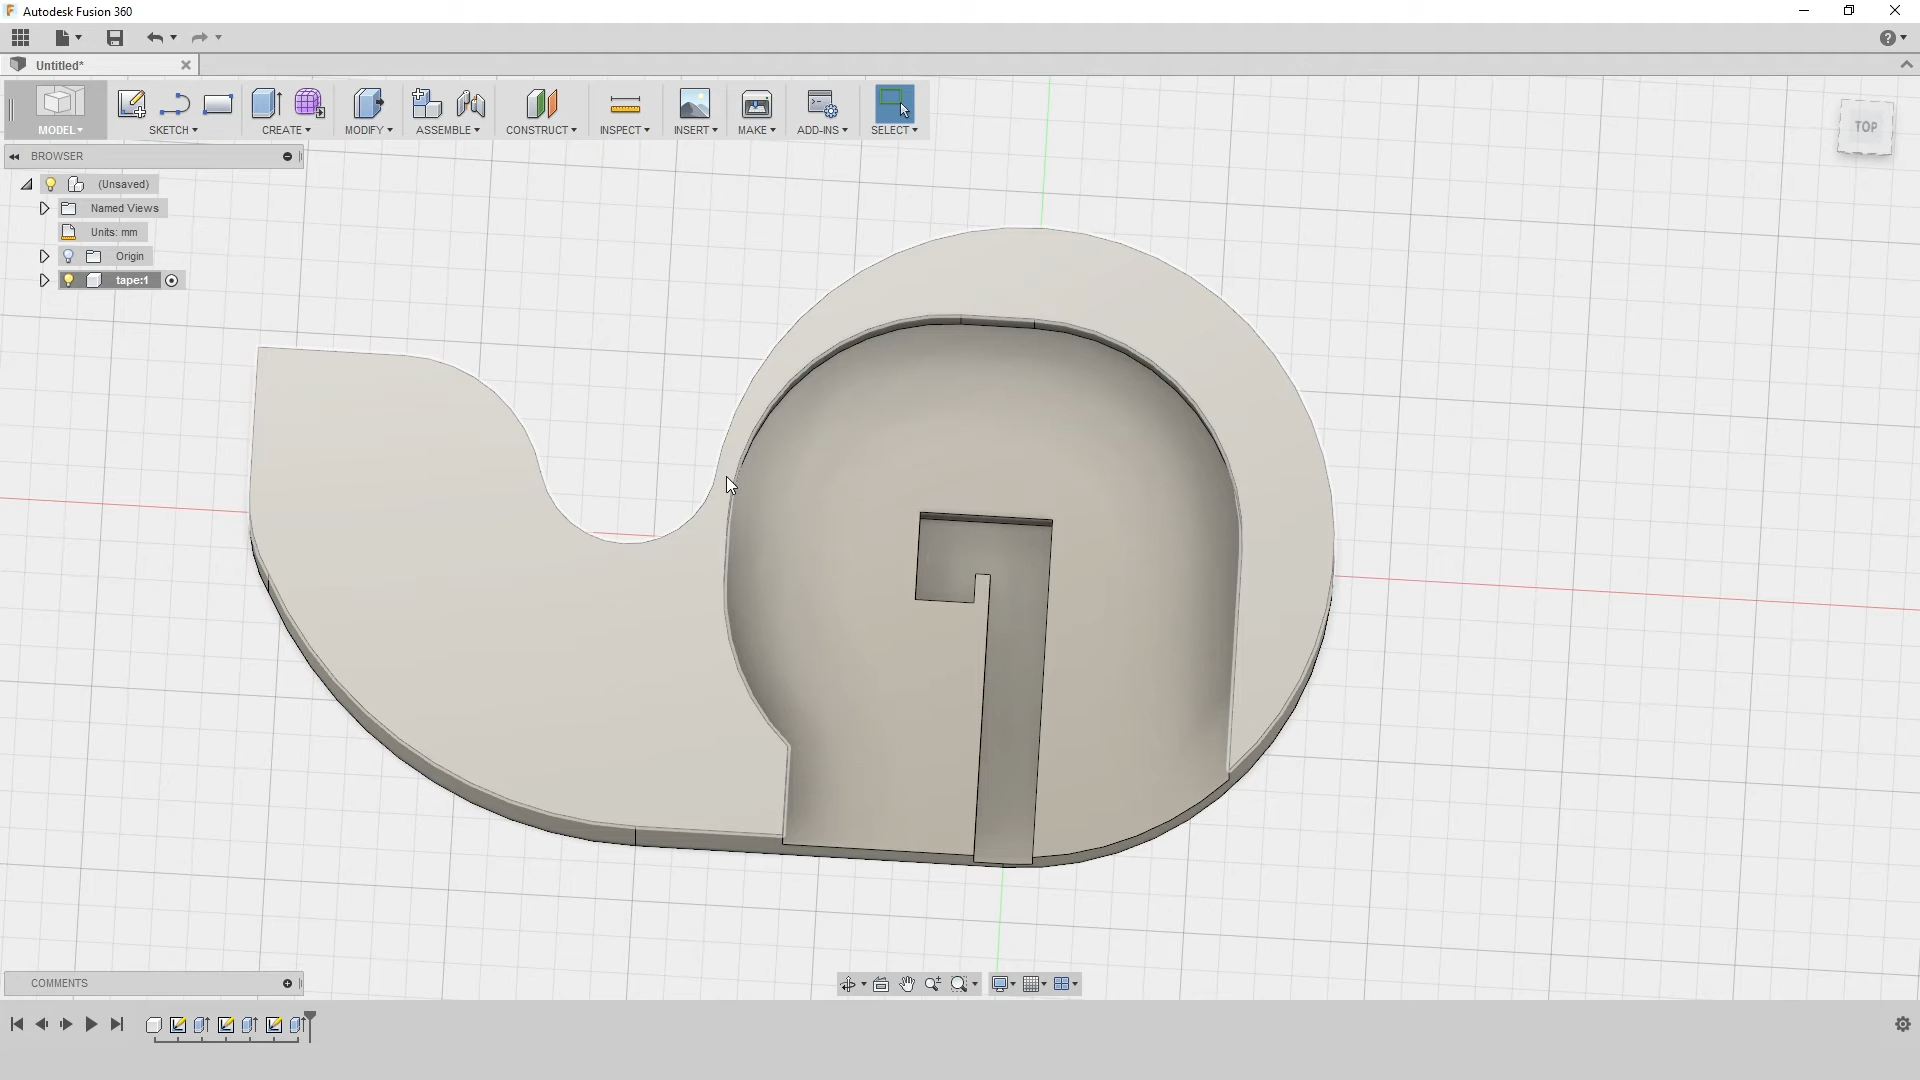 Autodesk Fusion 360
Untitled*
MODEL
SKETCH
CREATE
MODIFY
ASSEMBLE
CONSTRUCT
INSPECT
INSERT
MAKE
ADD-INS
SELECT
TOP
BROWSER
(Unsaved)
Named Views
Units: mm
Origin
tape:1
COMMENTS